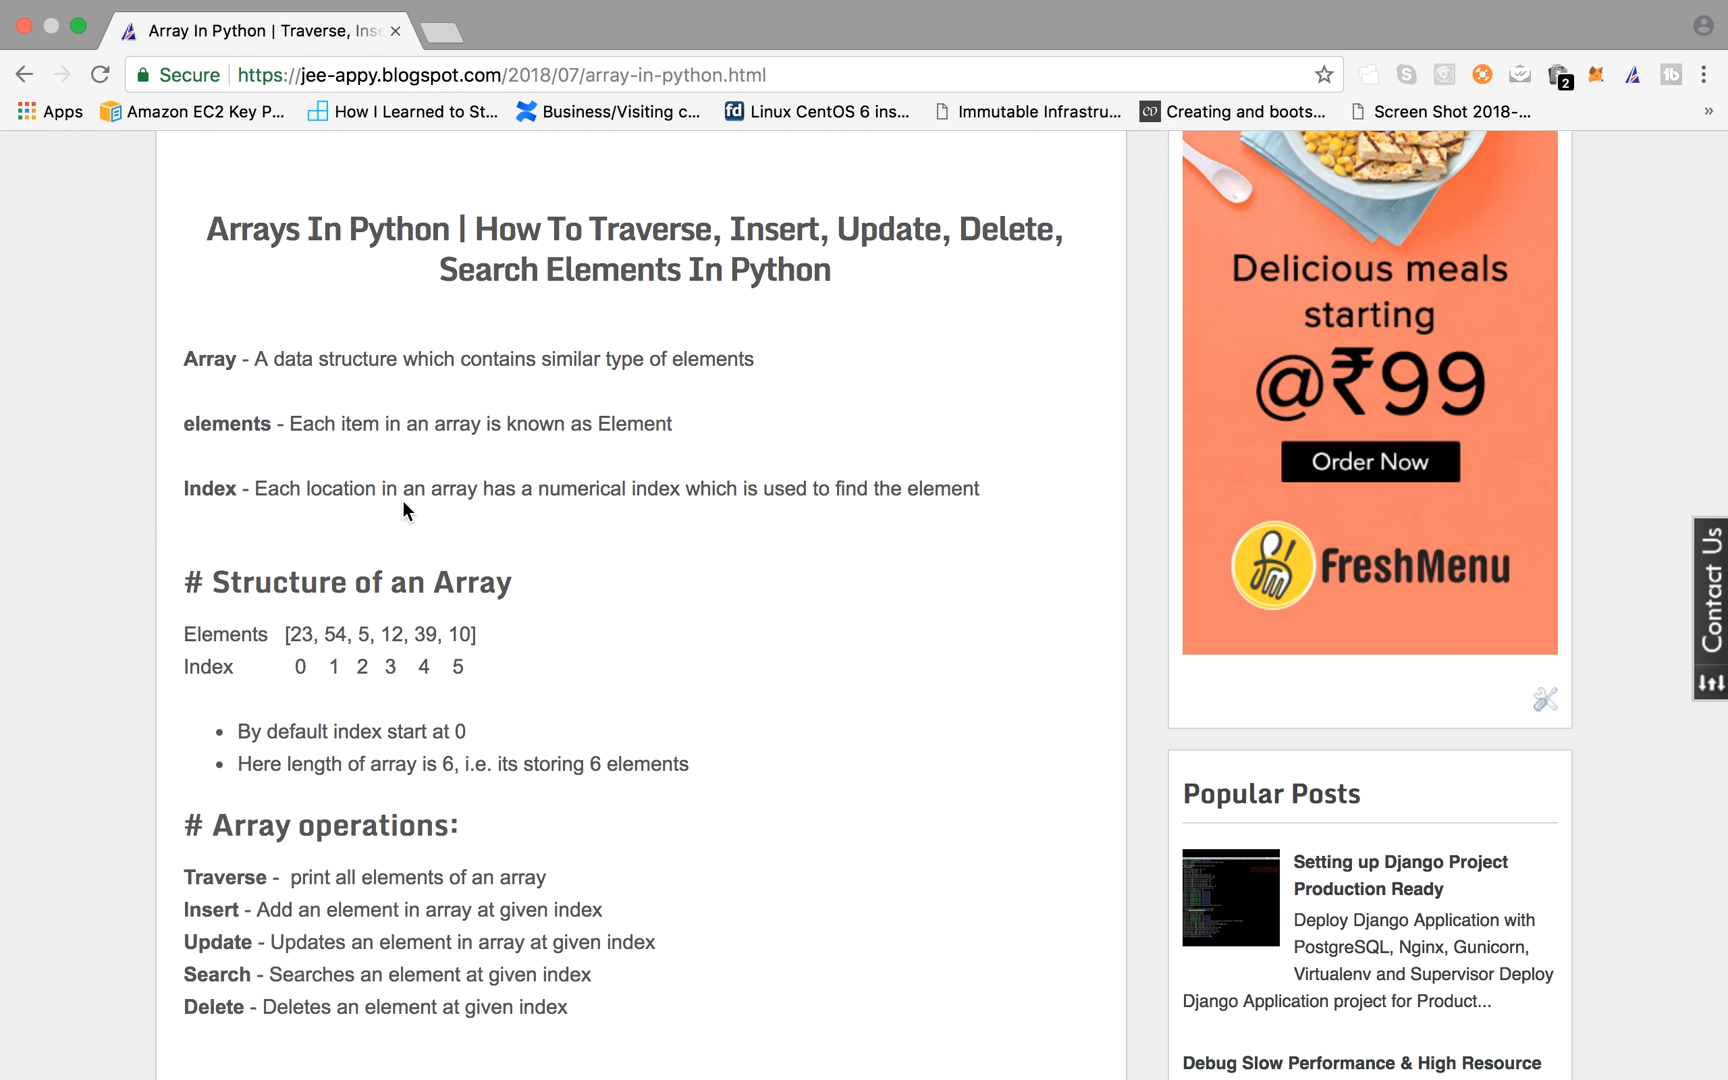 Array In Python | Traverse, Inse
Secure https://jee-appy.blogspot.com/2018/07/array-in-python.html
2
Apps Amazon EC2 Key P... How I Learned to St... Business/Visiting c... fd Linux CentOS 6 ins... Immutable Infrastru... CD Creating and boots... Screen Shot 2018-... »
Arrays In Python | How To Traverse, Insert, Update, Delete,
Search Elements In Python
Array - A data structure which contains similar type of elements
elements - Each item in an array is known as Element
Index - Each location in an array has a numerical index which is used to find the element
# Structure of an Array
Elements [23, 54, 5, 12, 39, 10]
Index 0 1 2 3 4 5
• By default index start at 0
• Here length of array is 6, i.e. its storing 6 elements
# Array operations:
Traverse - print all elements of an array
Insert - Add an element in array at given index
Update - Updates an element in array at given index
Search - Searches an element at given index
Delete - Deletes an element at given index
Delicious meals
starting
@₹99
Order Now
FreshMenu
Contact Us
Popular Posts
Setting up Django Project
Production Ready
Deploy Django Application with
PostgreSQL, Nginx, Gunicorn,
Virtualenv and Supervisor Deploy
Django Application project for Product...
Debug Slow Performance & High Resource